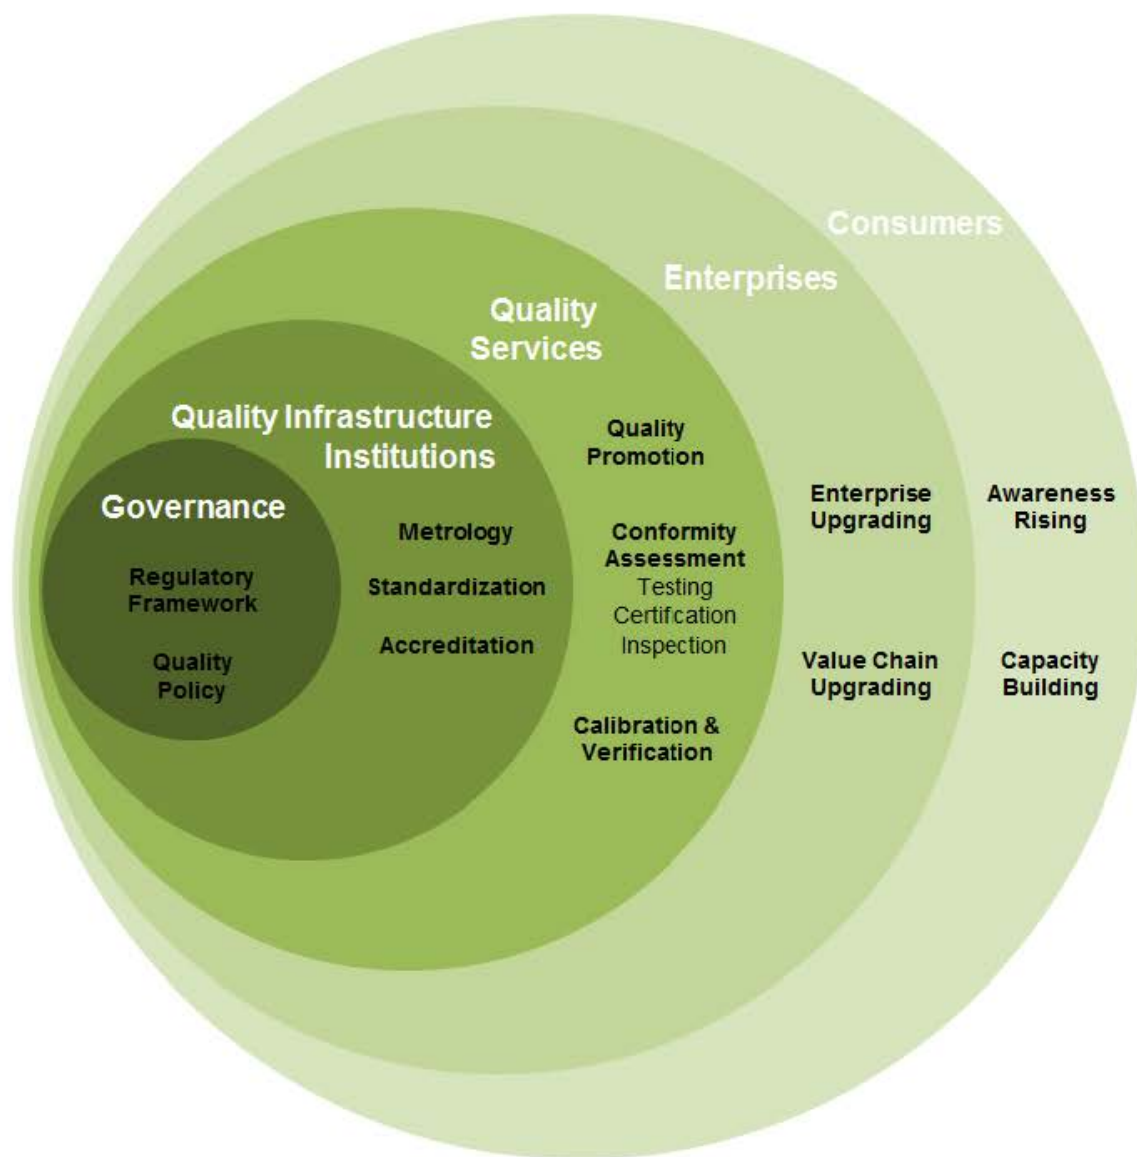 Consumers
Enterprises
Quality
Services
Quality Infrastructure
Institutions
Governance
Regulatory
Framework
Quality
Policy
Metrology
Standardization
Accreditation
Quality
Promotion
Conformity
Assessment
Testing
Certification
Inspection
Calibration &
Verification
Enterprise
Upgrading
Value Chain
Upgrading
Awareness
Rising
Capacity
Building